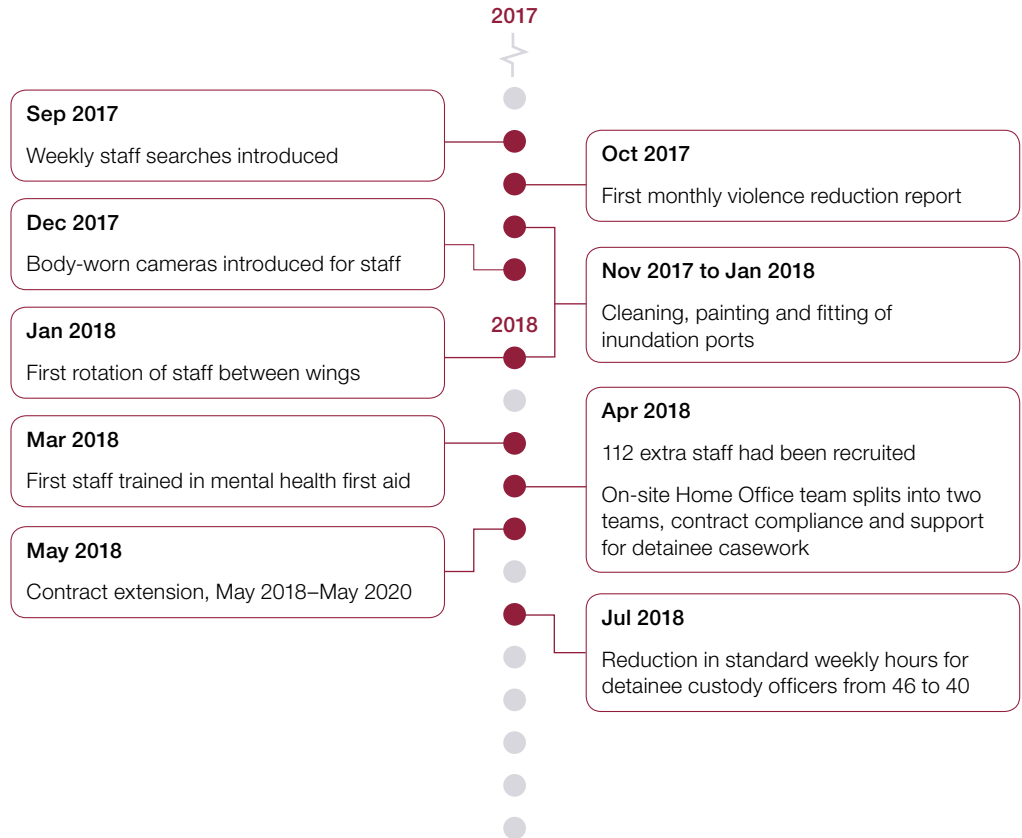 2017
Sep 2017
Weekly staff searches introduced
Oct 2017
First monthly violence reduction report
Dec 2017
Body-worn cameras introduced for staff
Nov 2017 to Jan 2018
Cleaning, painting and fitting of
inundation ports
2018
Jan 2018
First rotation of staff between wings
Mar 2018
First staff trained in mental health first aid
Apr 2018
112 extra staff had been recruited
On-site Home Office team splits into two
teams, contract compliance and support
for detainee casework
May 2018
Contract extension, May 2018–May 2020
Jul 2018
Reduction in standard weekly hours for
detainee custody officers from 46 to 40